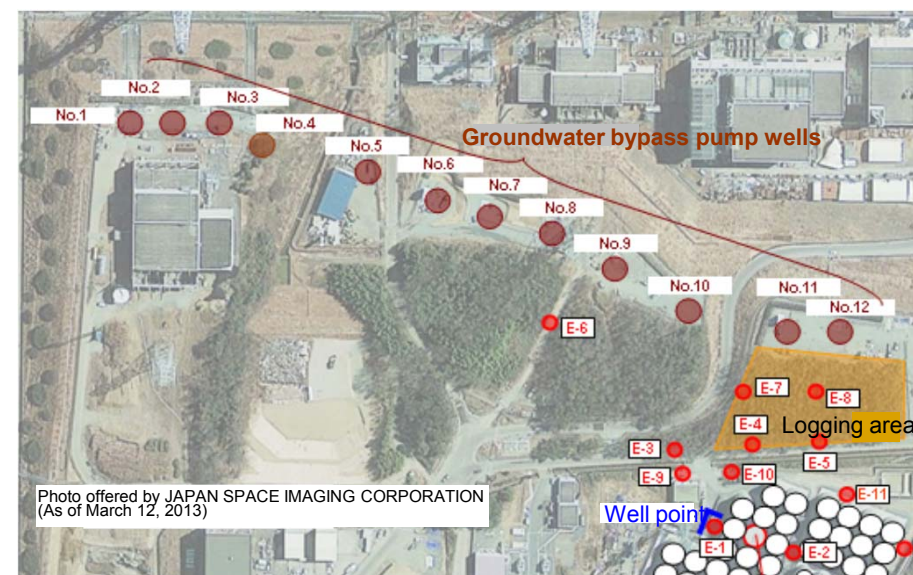 No.1
No.2
No.3
No.4
No.5
No.6
No.7
No.8
No.9
No.10
No.11
No.12
Groundwater bypass pump wells
E-6
E-7
E-8
E-4
Logging area
E-3
E-5
E-9
E-10
E-11
Well point
E-1
E-2
Photo offered by JAPAN SPACE IMAGING CORPORATION
(As of March 12, 2013)